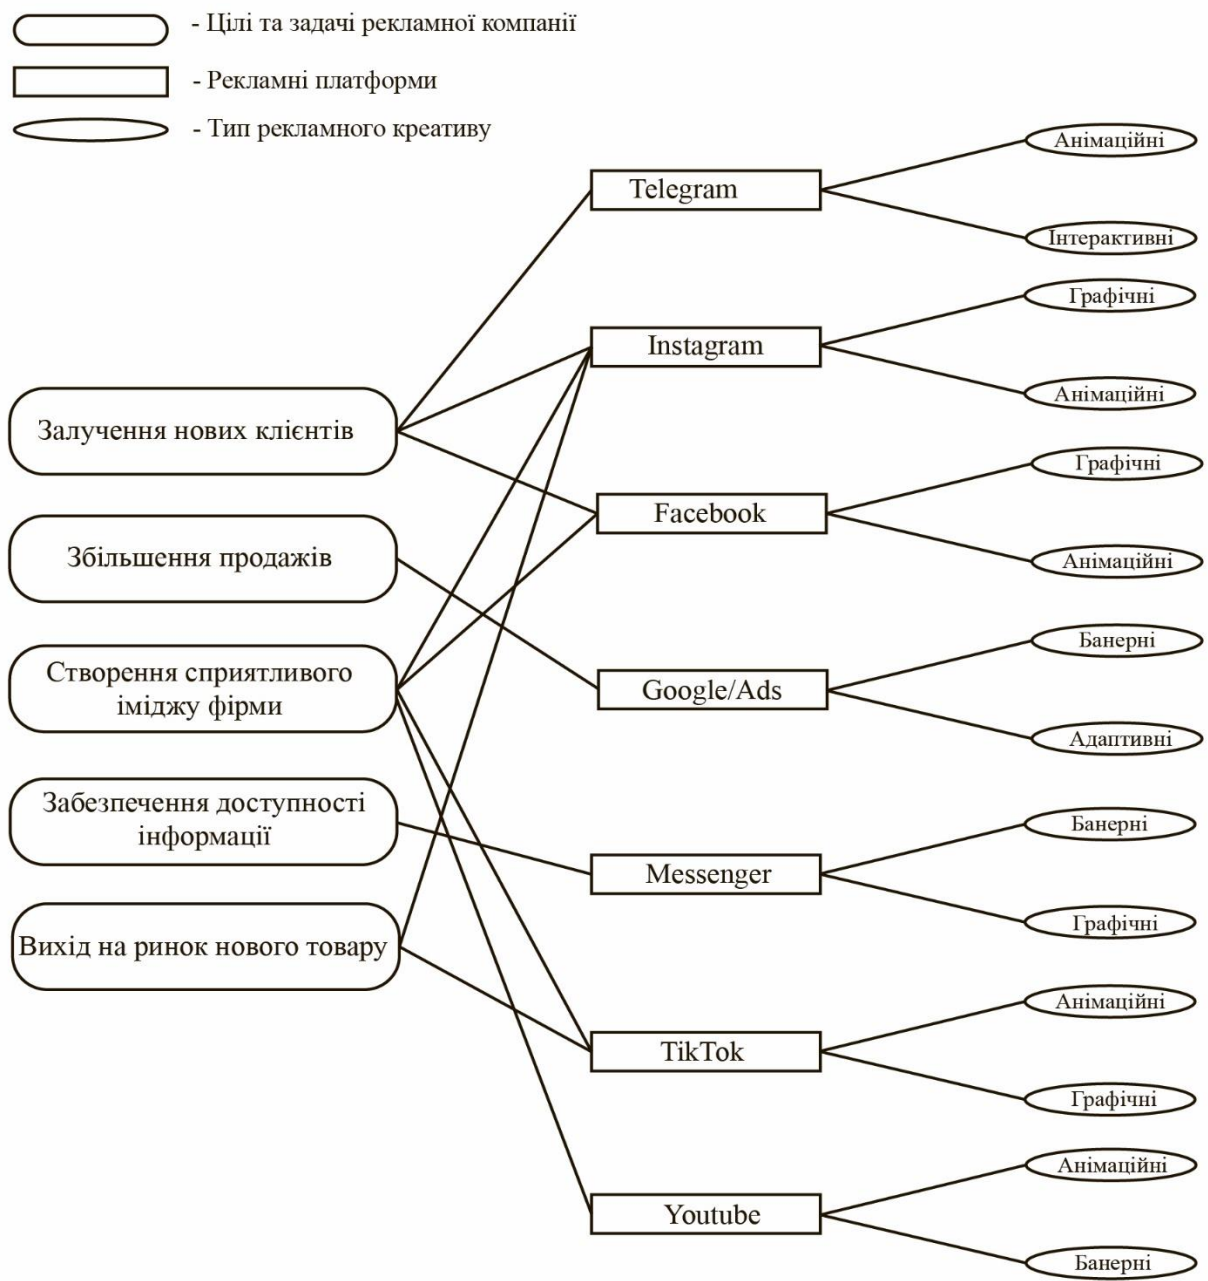 - Цілі та задачі рекламної компанії
- Рекламні платформи
- Тип рекламного креативу
Залучення нових клієнтів
Збільшення продажів
Створення сприятливого
іміджу фірми
Забезпечення доступності
інформації
Вихід на ринок нового товару
Telegram
Instagram
Facebook
Google/Ads
Messenger
TikTok
Youtube
Анімаційні
Інтерактивні
Графічні
Анімаційні
Графічні
Анімаційні
Банерні
Адаптивні
Банерні
Графічні
Анімаційні
Графічні
Анімаційні
Банерні